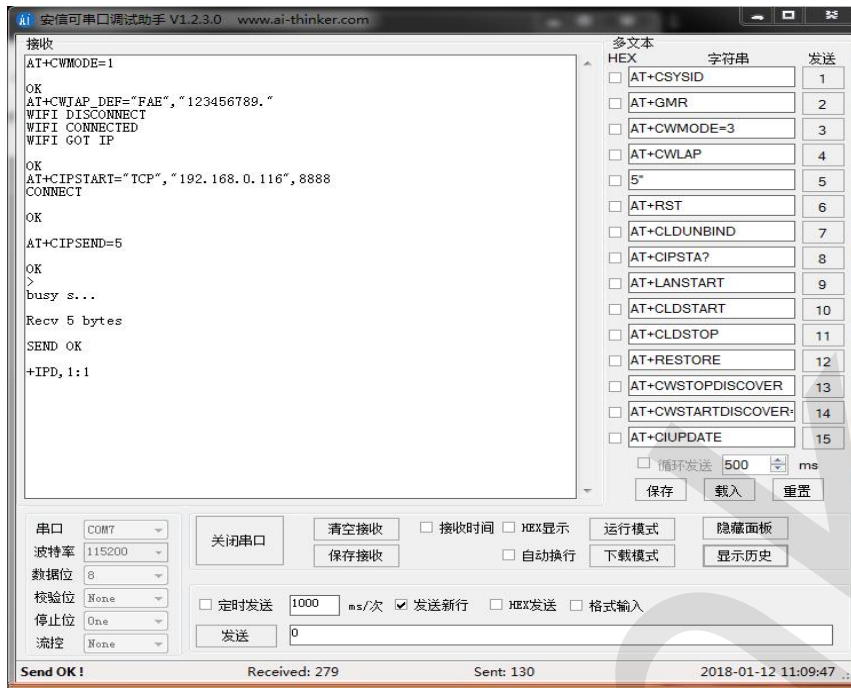 安信可串口调试助手 V1.2.3.0 www.ai-thinker.com
接收
AT+CWMODE=1
OK
AT+CWJAP_DEF="FAE","123456789."
WIFI DISCONNECT
WIFI CONNECTED
WIFI GOT IP
OK
AT+CIPSTART="TCP","192.168.0.116",8888
CONNECT
OK
AT+CIPSEND=5
OK
>
busy s...
Recv 5 bytes
SEND OK
+IPD,1:1
多文本
HEX 字符串 发送
AT+CSYSID 1
AT+GMR 2
AT+CWMODE=3 3
AT+CWLAP 4
5" 5
AT+RST 6
AT+CLDUNBIND 7
AT+CIPSTA? 8
AT+LANSTART 9
AT+CLDSTART 10
AT+CLDSTOP 11
AT+RESTORE 12
AT+CWSTOPDISCOVER 13
AT+CWSTARTDISCOVER= 14
AT+CIUPDATE 15
循环发送 500 ms
保存 载入 重置
串口 COM7
波特率 115200
数据位 8
校验位 None
停止位 One
流控 None
关闭串口
清空接收 接收时间 HEX显示 运行模式 隐藏面板
保存接收 自动换行 下载模式 显示历史
定时发送 1000 ms/次 发送新行 HEX发送 格式输入
发送 0
Send OK! Received: 279 Sent: 130 2018-01-12 11:09:47